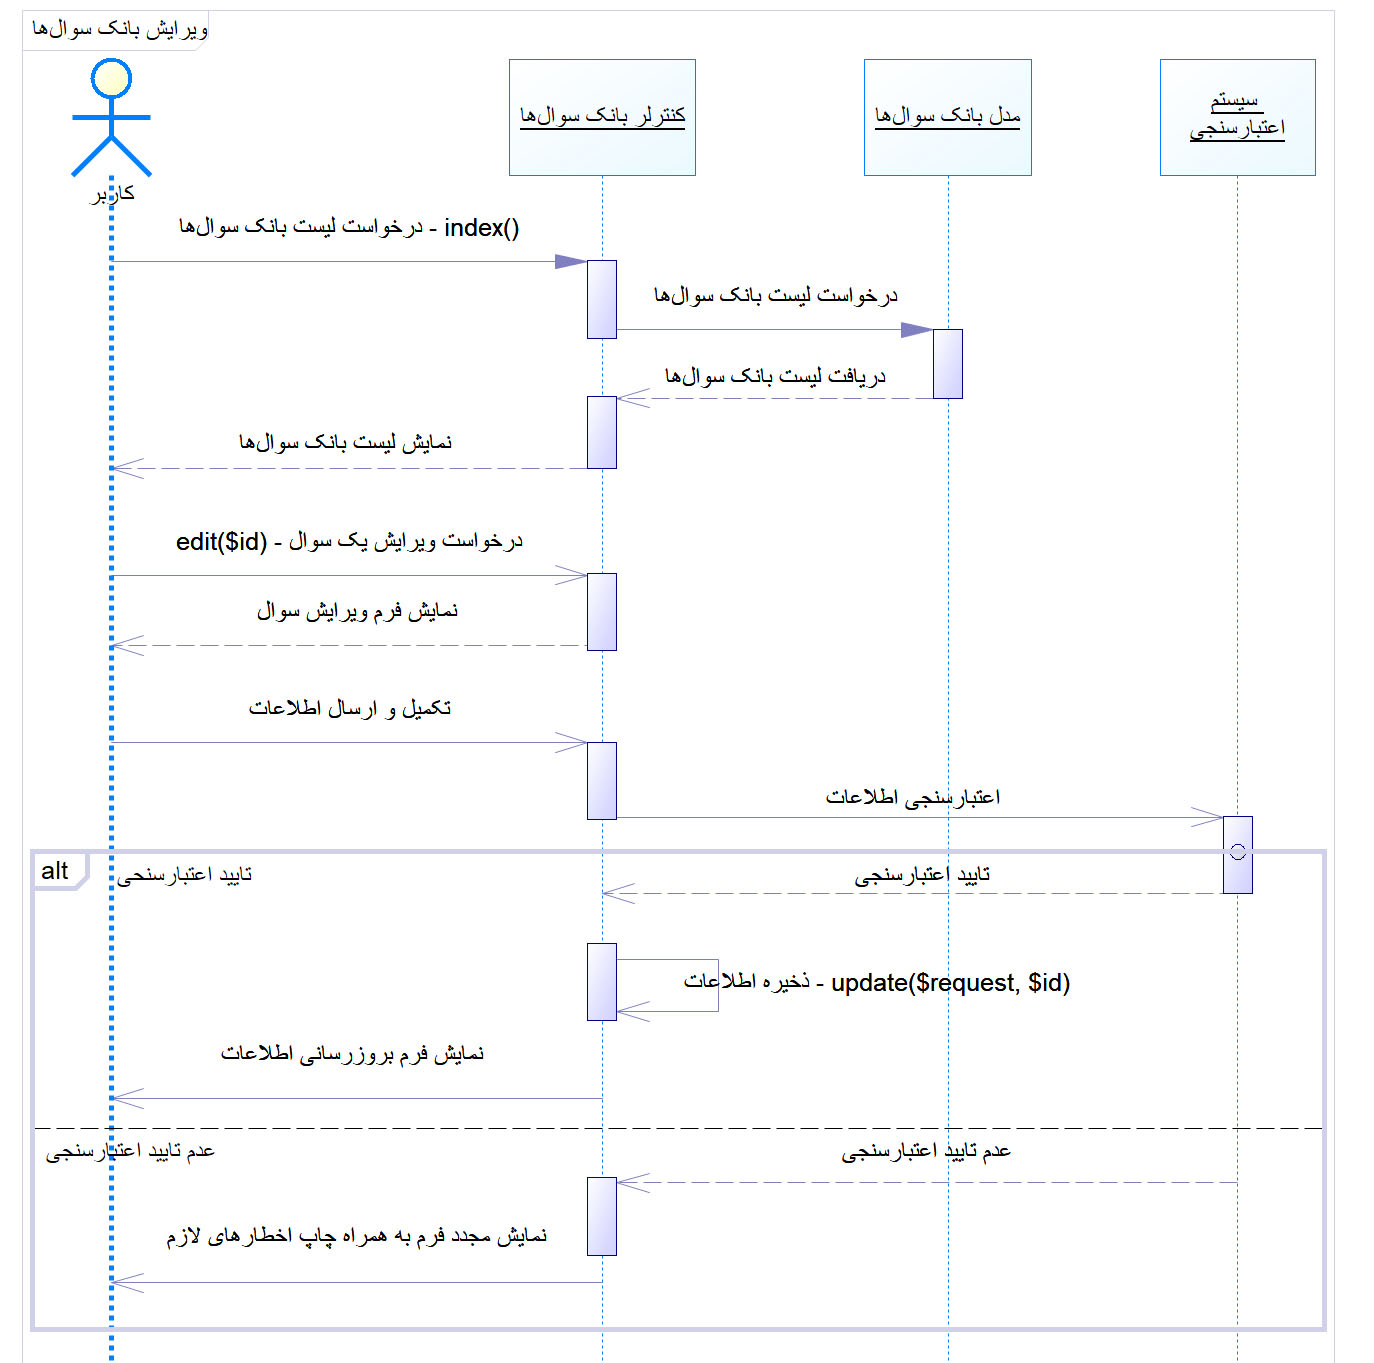 ویرایش بانک سوال‌ها
کاربر
کنترلر بانک سوال‌ها
مدل بانک سوال‌ها
سیستم
اعتبارسنجی
درخواست لیست بانک سوال‌ها - index()
درخواست لیست بانک سوال‌ها
دریافت لیست بانک سوال‌ها
نمایش لیست بانک سوال‌ها
درخواست ویرایش یک سوال - edit($id)
نمایش فرم ویرایش سوال
تکمیل و ارسال اطلاعات
اعتبارسنجی اطلاعات
alt
تایید اعتبارسنحی
تایید اعتبارسنجی
ذخیره اطلاعات - update($request, $id)
نمایش فرم بروزرسانی اطلاعات
عدم تایید اعتبارسنجی
عدم تایید اعتبارسنجی
نمایش مجدد فرم به همراه چاپ اخطارهای لازم